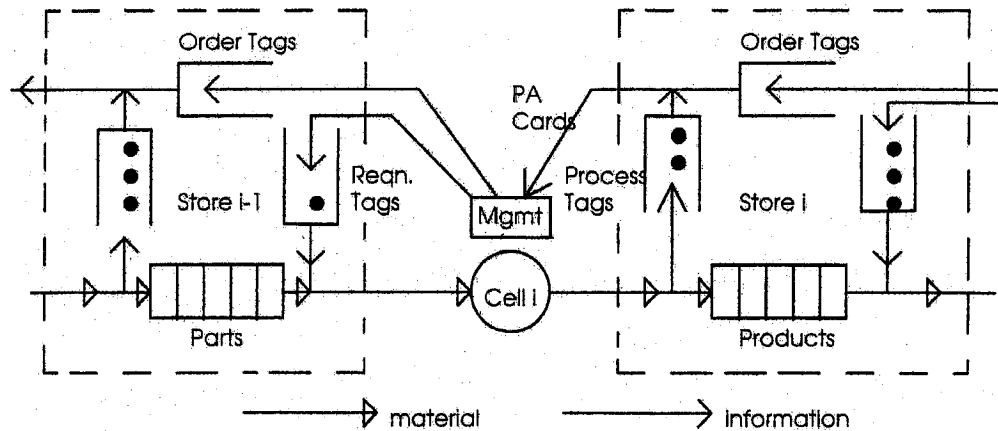 Order Tags
Order Tags
PA
Cards
Reqn.
Tags
Process
Tags
Store i-1
Store i
Mgmt
Cell i
Parts
Products
material
information